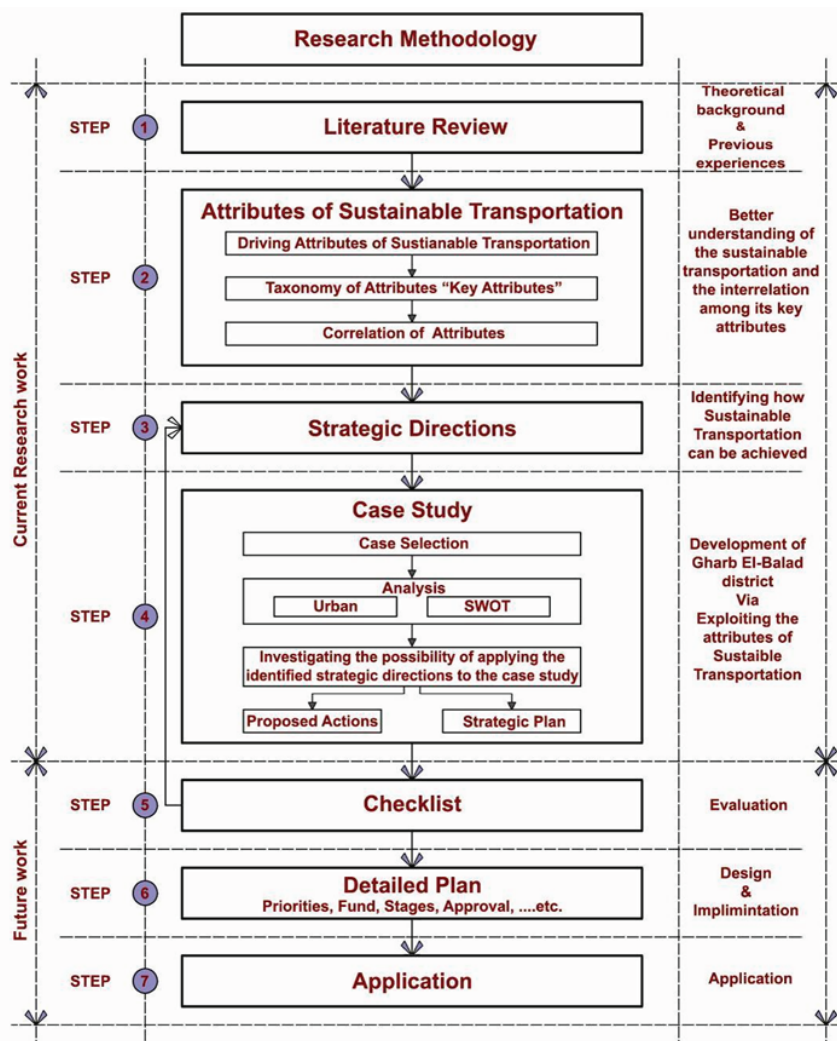 Research Methodology
Current Research work
Future work
STEP 1
Literature Review
Theoretical
background
&
Previous
experiences
STEP 2
Attributes of Sustainable Transportation
Driving Attributes of Sustianable Transportation
Taxonomy of Attributes “Key Attributes”
Correlation of Attributes
Better
understanding of
the sustainable
transportation and
the interrelation
among its key
attributes
STEP 3
Strategic Directions
Identifying how
Sustainable
Transportation
can be achieved
STEP 4
Case Study
Case Selection
Analysis
Urban SWOT
Investigating the possibility of applying the
identified strategic directions to the case study
Proposed Actions Strategic Plan
Development of
Gharb El-Balad
district
Via
Exploiting the
attributes of
Sustaible
Transportation
STEP 5
Checklist
Evaluation
STEP 6
Detailed Plan
Priorities, Fund, Stages, Approval, ....etc.
Design
&
Implimintation
STEP 7
Application
Application